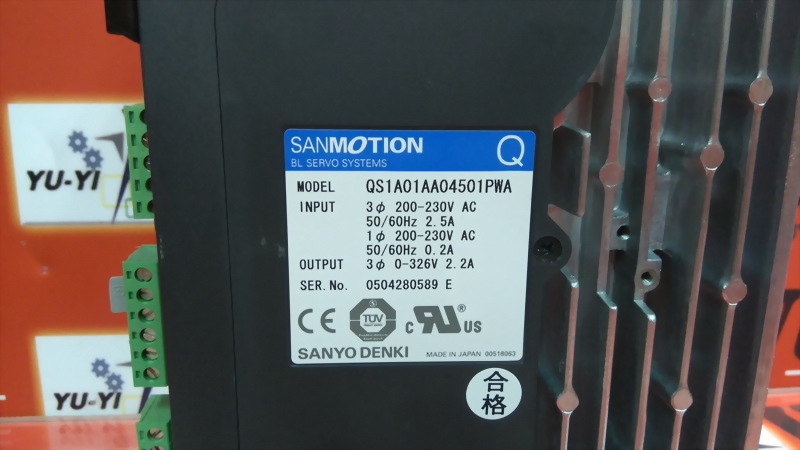 SANMOTION Q
BL SERVO SYSTEMS
MODEL QS1A01AA04501PWA
INPUT 3φ 200-230V AC
50/60Hz 2.5A
1φ 200-230V AC
50/60Hz 0.2A
OUTPUT 3φ 0-326V 2.2A
SER.No. 0504280589 E
CE TÜV c RU® US
SANYO DENKI MADE IN JAPAN 00518063
合格
YU-YI
YU-YI